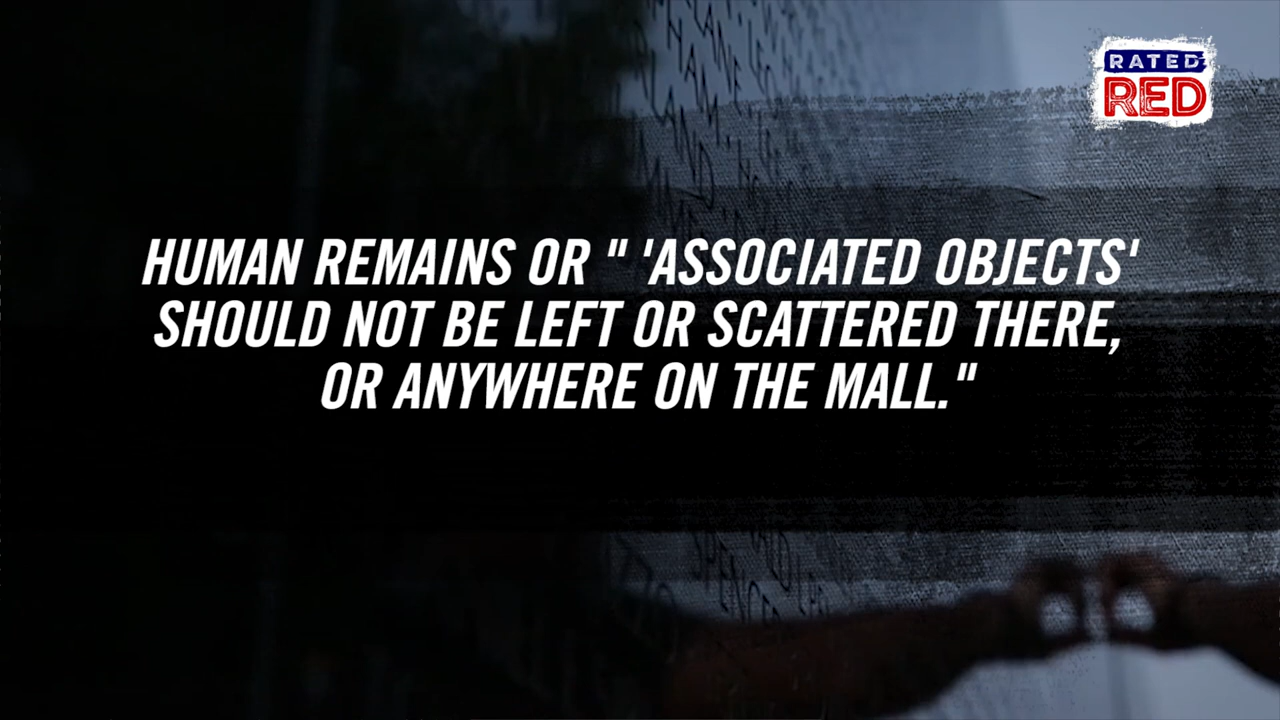 RATED
RED
HUMAN REMAINS OR " 'ASSOCIATED OBJECTS'
SHOULD NOT BE LEFT OR SCATTERED THERE,
OR ANYWHERE ON THE MALL."